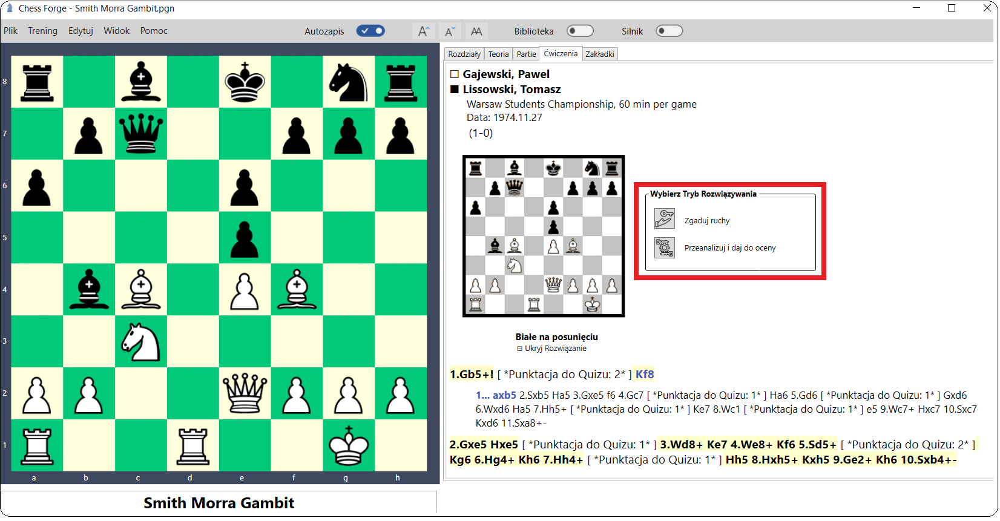 Chess Forge - Smith Morra Gambit.pgn
Plik Trening Edytuj Widok Pomoc Autozapis A A AA Biblioteka Silnik
Rozdziały Teoria Partie Ćwiczenia Zakładki
□ Gajewski, Pawel
■ Lissowski, Tomasz
Warsaw Students Championship, 60 min per game
Data: 1974.11.27
(1-0)
8
7
6
5
4
3
2
1
a b c d e f g h
Wybierz Tryb Rozwiązywania
Zgaduj ruchy
Przeanalizuj i daj do oceny
Białe na posunięciu
⊟ Ukryj Rozwiązanie
1.Gb5+! [ *Punktacja do Quizu: 2* ] Kf8
1... axb5 2.Sxb5 Ha5 3.Gxe5 f6 4.Gc7 [ *Punktacja do Quizu: 1* ] Ha6 5.Gd6 [ *Punktacja do Quizu: 1* ] Gxd6
6.Wxd6 Ha5 7.Hh5+ [ *Punktacja do Quizu: 1* ] Ke7 8.Wc1 [ *Punktacja do Quizu: 1* ] e5 9.Wc7+ Hxc7 10.Sxc7
Kxd6 11.Sxa8+-
2.Gxe5 Hxe5 [ *Punktacja do Quizu: 1* ] 3.Wd8+ Ke7 4.We8+ Kf6 5.Sd5+ [ *Punktacja do Quizu: 2* ]
Kg6 6.Hg4+ Kh6 7.Hh4+ [ *Punktacja do Quizu: 1* ] Hh5 8.Hxh5+ Kxh5 9.Ge2+ Kh6 10.Sxb4+-
Smith Morra Gambit